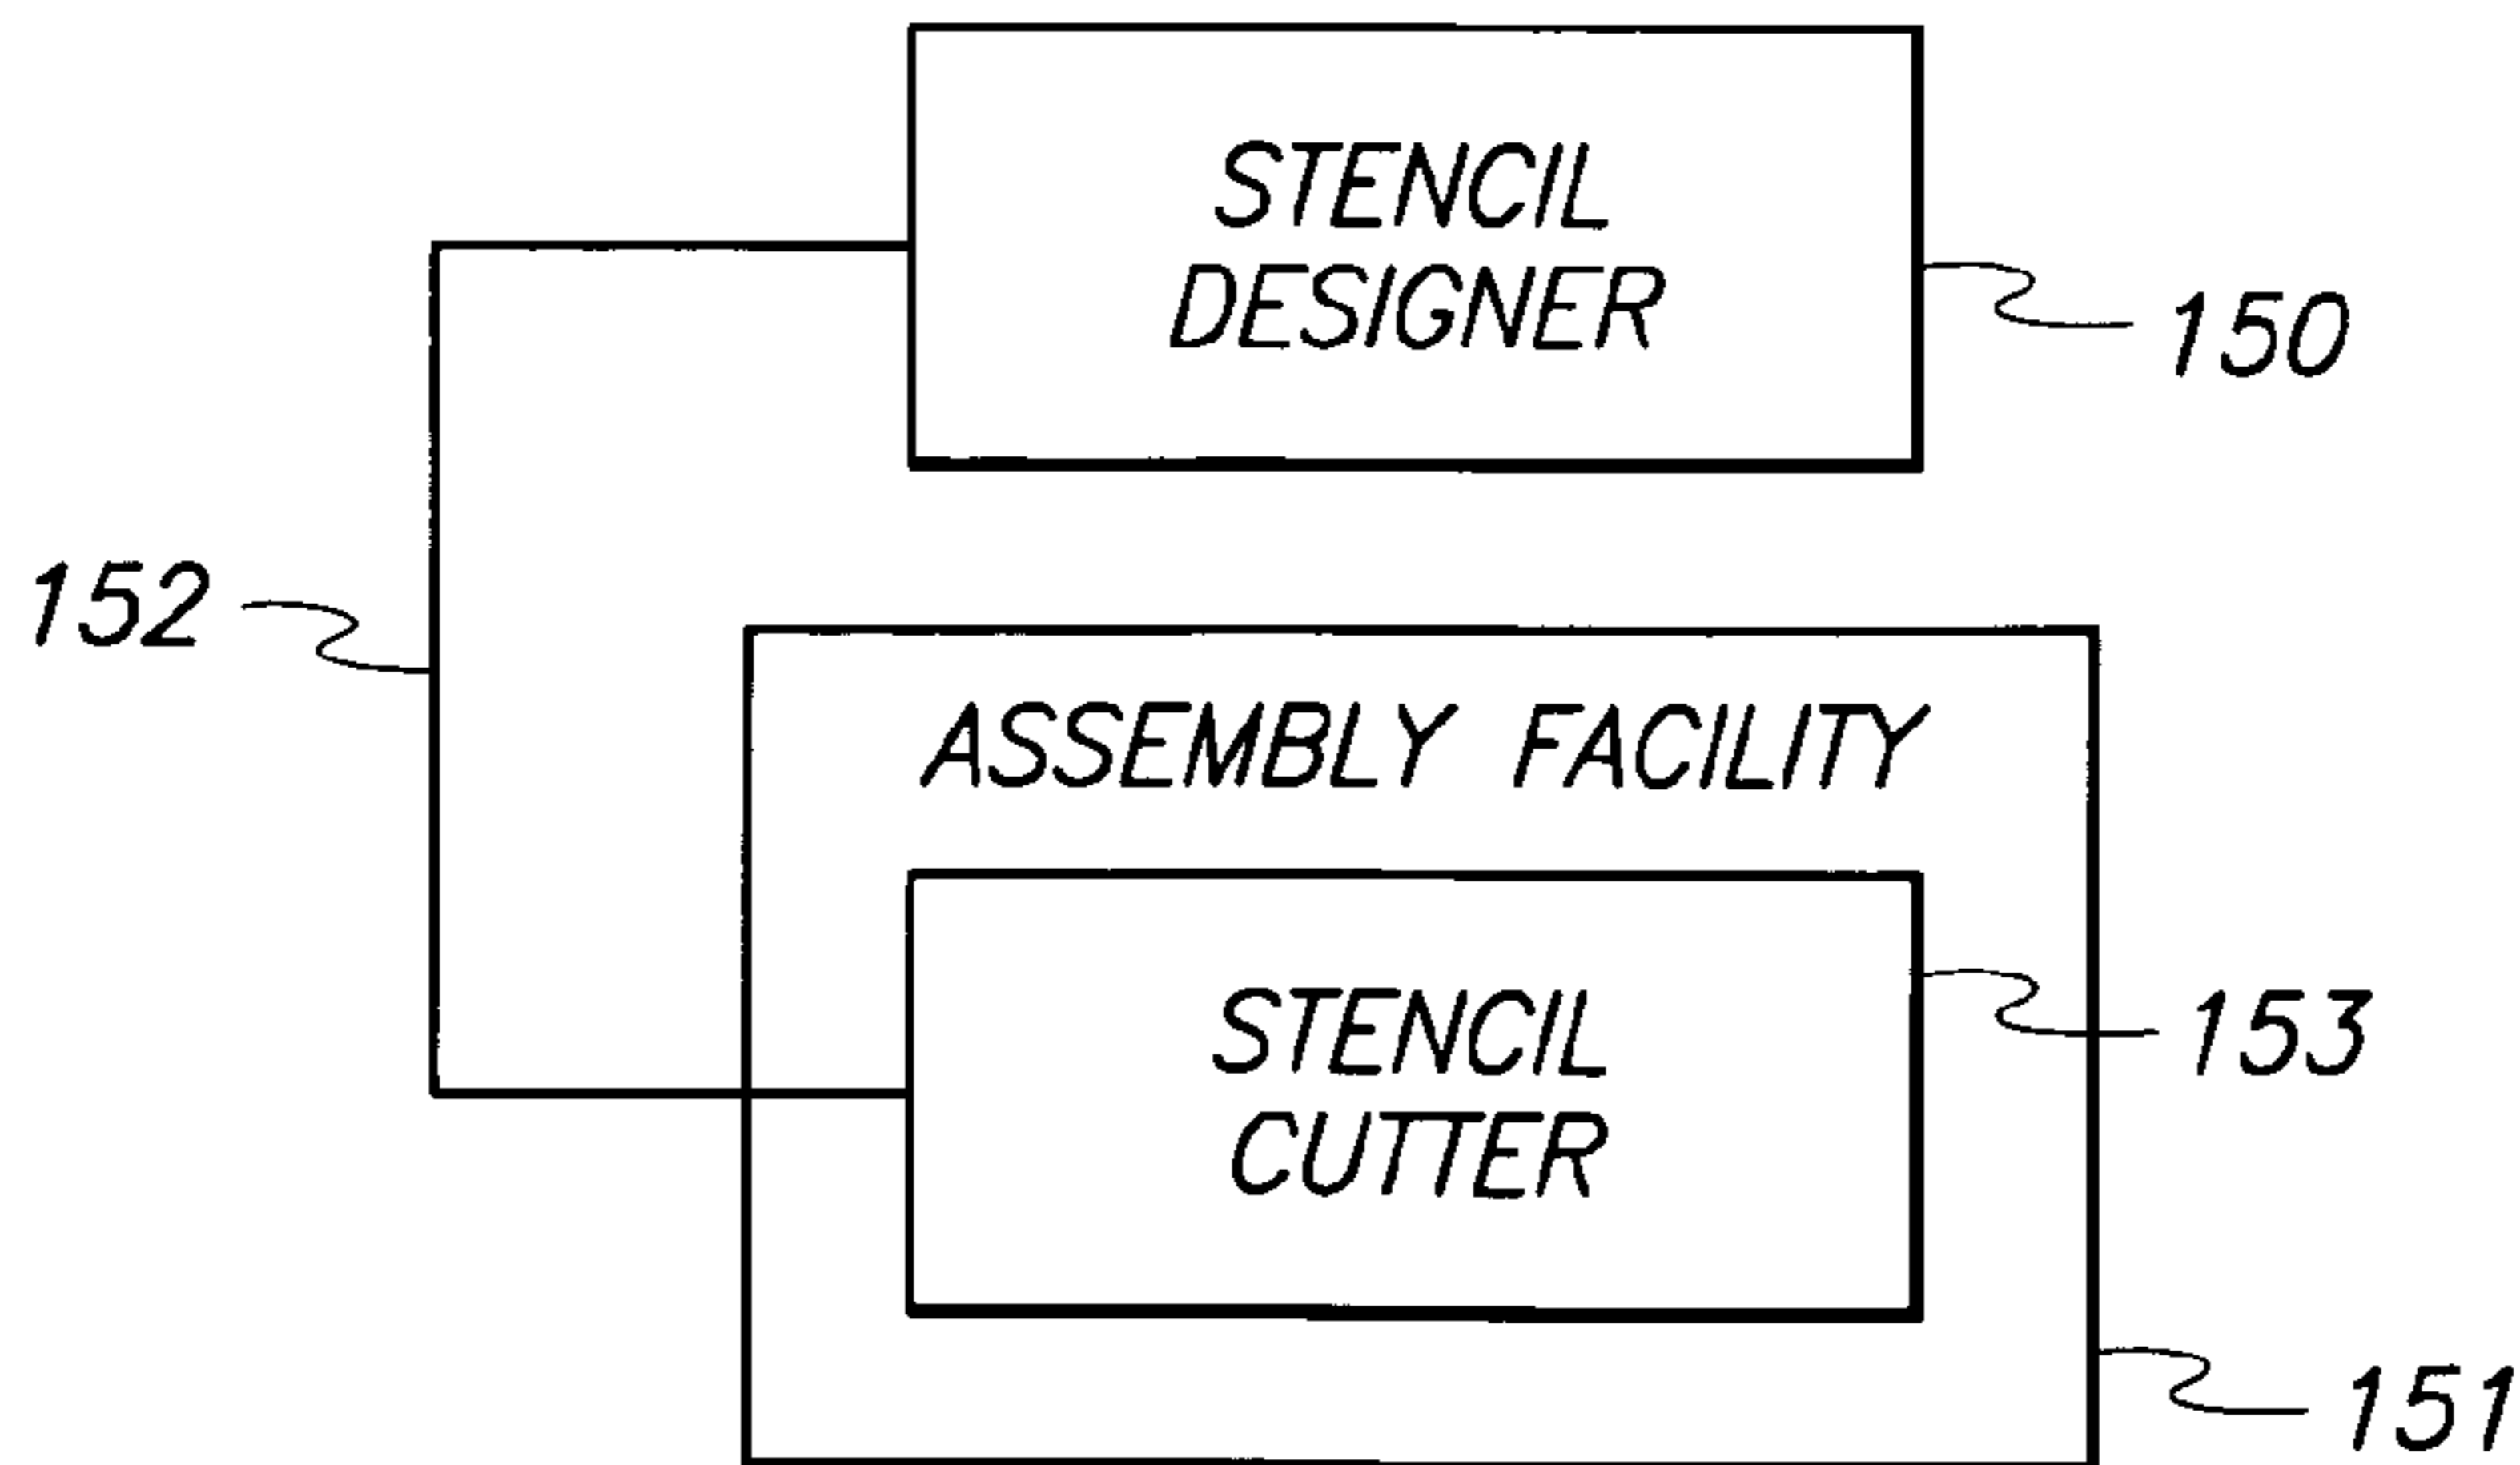 STENCIL
DESIGNER
150
152
ASSEMBLY FACILITY
STENCIL
CUTTER
153
151